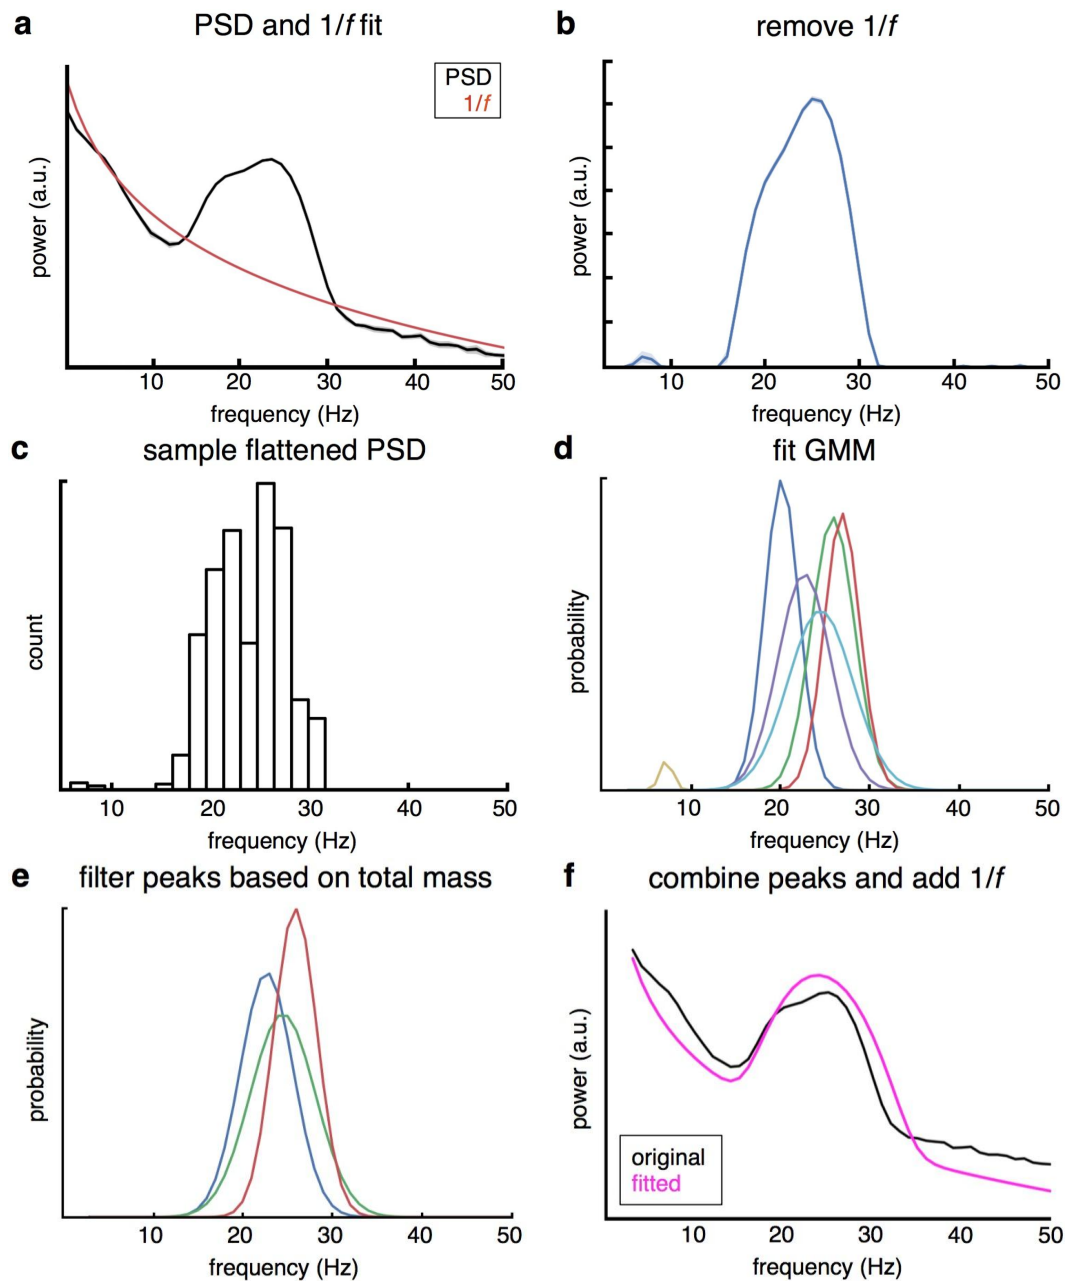 a PSD and 1/f fit
PSD
1/f
power (a.u.)
10 20 30 40 50
frequency (Hz)
b remove 1/f
power (a.u.)
10 20 30 40 50
frequency (Hz)
c sample flattened PSD
count
10 20 30 40 50
frequency (Hz)
d fit GMM
probability
10 20 30 40 50
frequency (Hz)
e filter peaks based on total mass
probability
10 20 30 40 50
frequency (Hz)
f combine peaks and add 1/f
power (a.u.)
original
fitted
10 20 30 40 50
frequency (Hz)